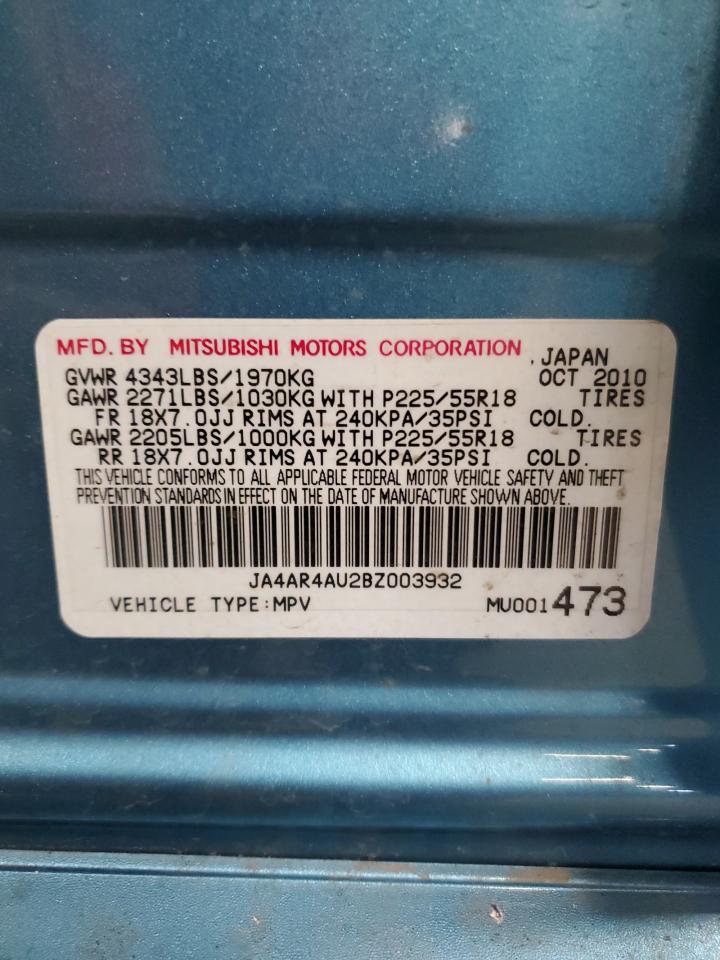 MFD. BY MITSUBISHI MOTORS CORPORATION . JAPAN
GVWR 4343LBS/1970KG OCT 2010
GAWR 2271LBS/1030KG WITH P225/55R18 TIRES
FR 18X7.0JJ RIMS AT 240KPA/35PSI COLD.
GAWR 2205LBS/1000KG WITH P225/55R18 TIRES
RR 18X7.0JJ RIMS AT 240KPA/35PSI COLD.
THIS VEHICLE CONFORMS TO ALL APPLICABLE FEDERAL MOTOR VEHICLE SAFETY AND THEFT
PREVENTION STANDARDS IN EFFECT ON THE DATE OF MANUFACTURE SHOWN ABOVE.
JA4AR4AU2BZ003932
VEHICLE TYPE:MPV MU001473